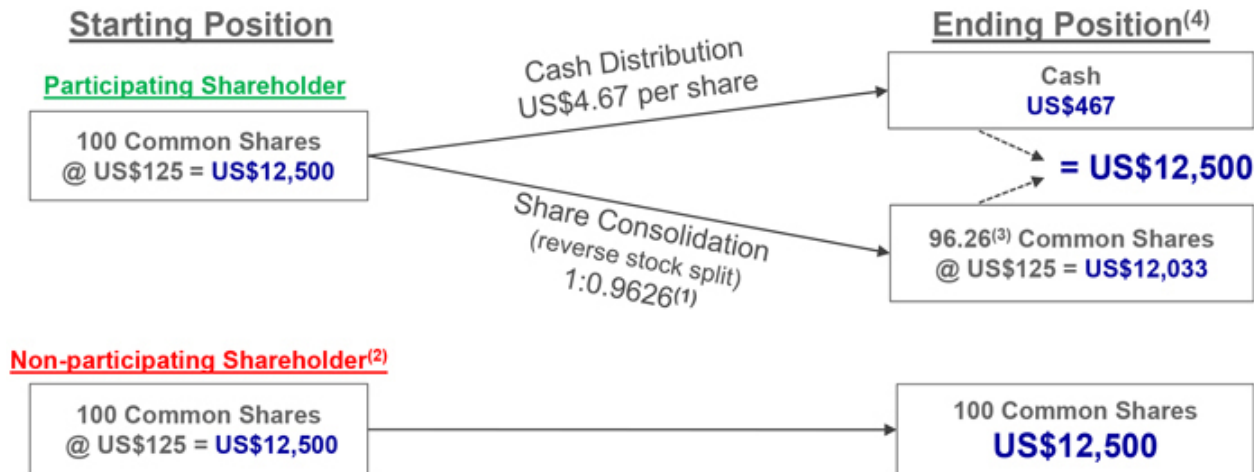 Starting Position
Ending Position(4)
Participating Shareholder
100 Common Shares
@ US$125 = US$12,500
Cash Distribution
US$4.67 per share
Cash
US$467
= US$12,500
Share Consolidation
(reverse stock split)
1:0.9626(1)
96.26(3) Common Shares
@ US$125 = US$12,033
Non-participating Shareholder(2)
100 Common Shares
@ US$125 = US$12,500
100 Common Shares
US$12,500